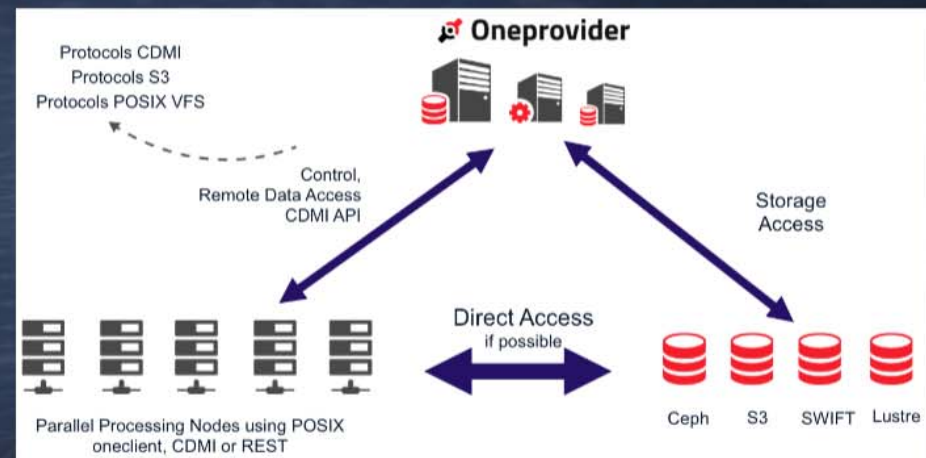 Oneprovider
Protocols CDMI
Protocols S3
Protocols POSIX VFS
Control,
Remote Data Access
CDMI API
Storage
Access
Direct Access
if possible
Ceph S3 SWIFT Lustre
Parallel Processing Nodes using POSIX
oneclient, CDMI or REST